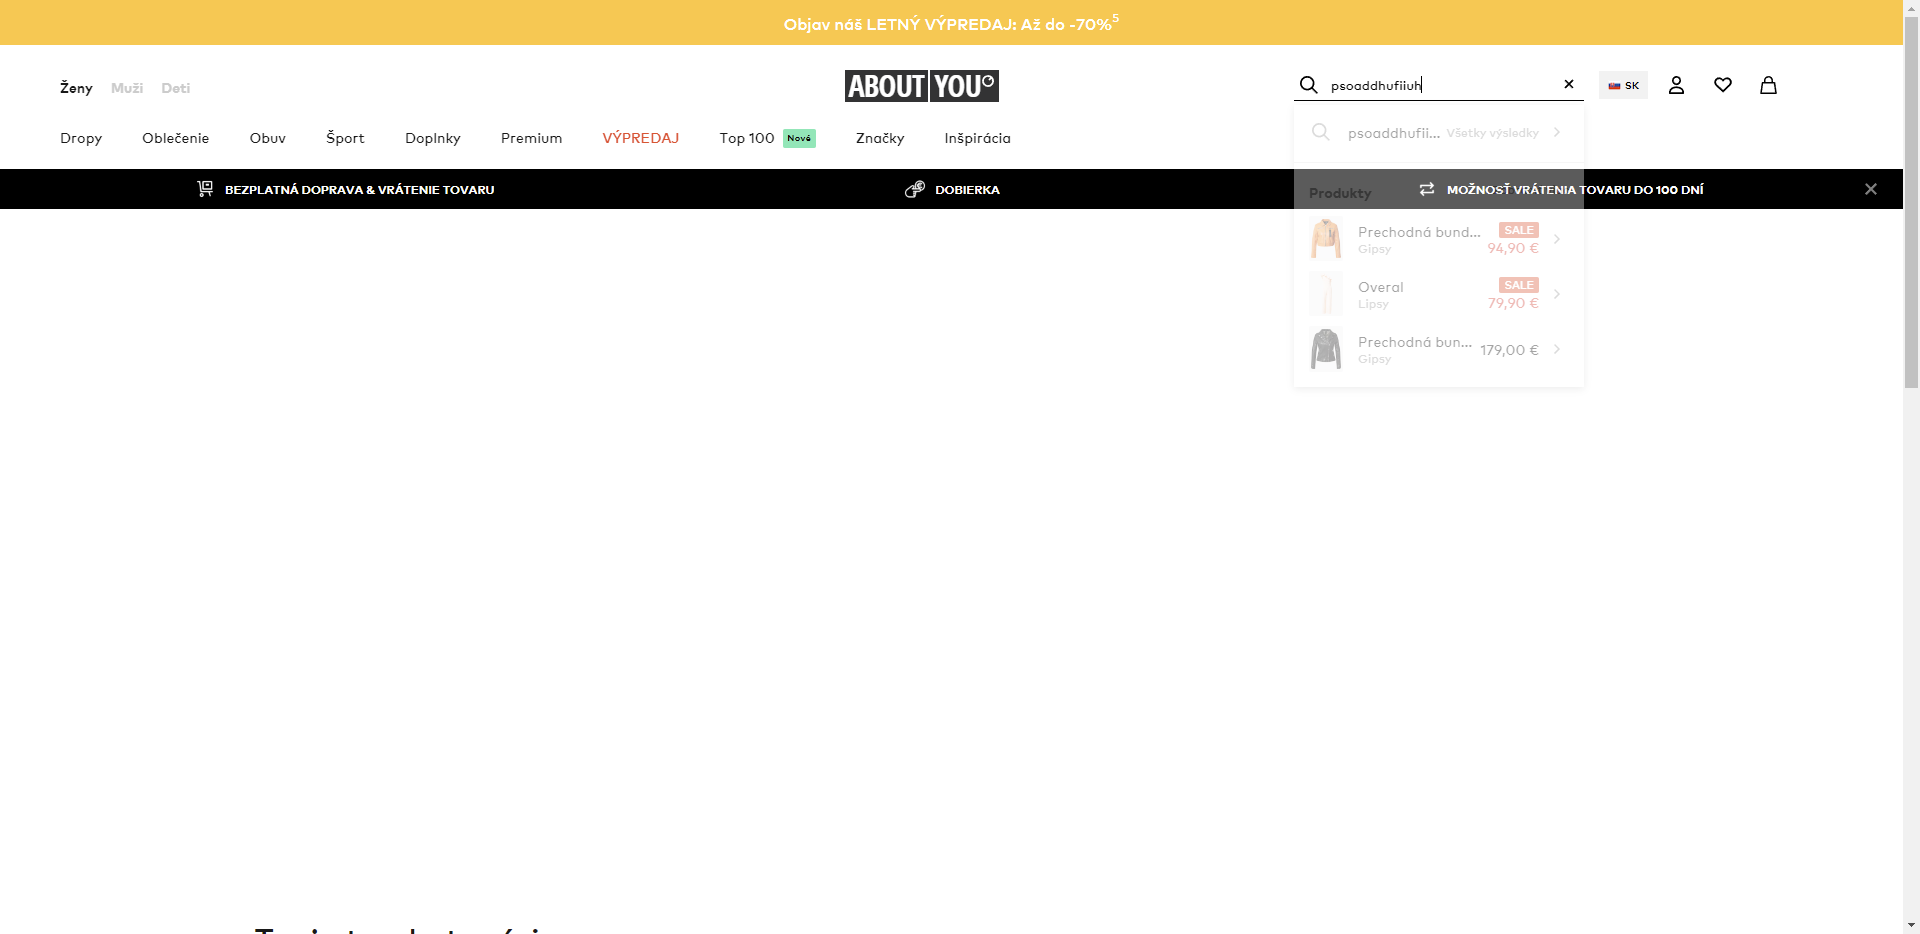 Objav náš LETNÝ VÝPREDAJ: Až do -70%⁵
Ženy Muži Deti
ABOUT YOU
psoaddhufiiuh
SK
Dropy Oblečenie Obuv Šport Doplnky Premium VÝPREDAJ Top 100 Nové Značky Inšpirácia
psoaddhufii... Všetky výsledky
BEZPLATNÁ DOPRAVA & VRÁTENIE TOVARU
DOBIERKA
MOŽNOSŤ VRÁTENIA TOVARU DO 100 DNÍ
Produkty
Prechodná bund... SALE
Gipsy 94,90 €
Overal SALE
Lipsy 79,90 €
Prechodná bun... 179,00 €
Gipsy